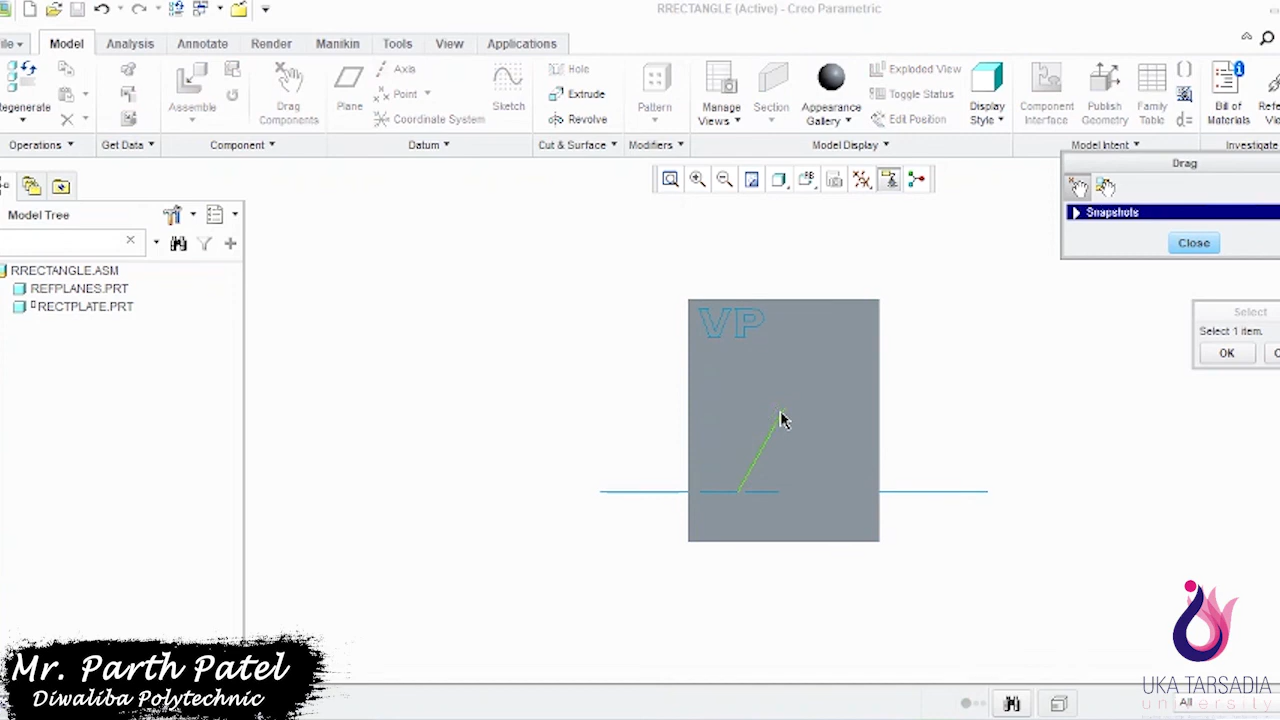 RRECTANGLE (Active) - Creo Parametric
Model Analysis Annotate Render Manikin Tools View Applications
Assemble
Drag Components
Plane
Axis
Point
Coordinate System
Sketch
Hole
Extrude
Revolve
Pattern
Manage Views
Section
Appearance Gallery
Exploded View
Toggle Status
Edit Position
Display Style
Component Interface
Publish Geometry
Family Table
Bill of Materials
Operations Get Data Component Datum Cut & Surface Modifiers Model Display Model Intent Investigate
Drag
Snapshots
Close
Model Tree
RRECTANGLE.ASM
REFPLANES.PRT
RECTPLATE.PRT
VP
Select
Select 1 item.
OK
Mr. Parth Patel
Diwaliba Polytechnic
UKA TARSADIA
university
All